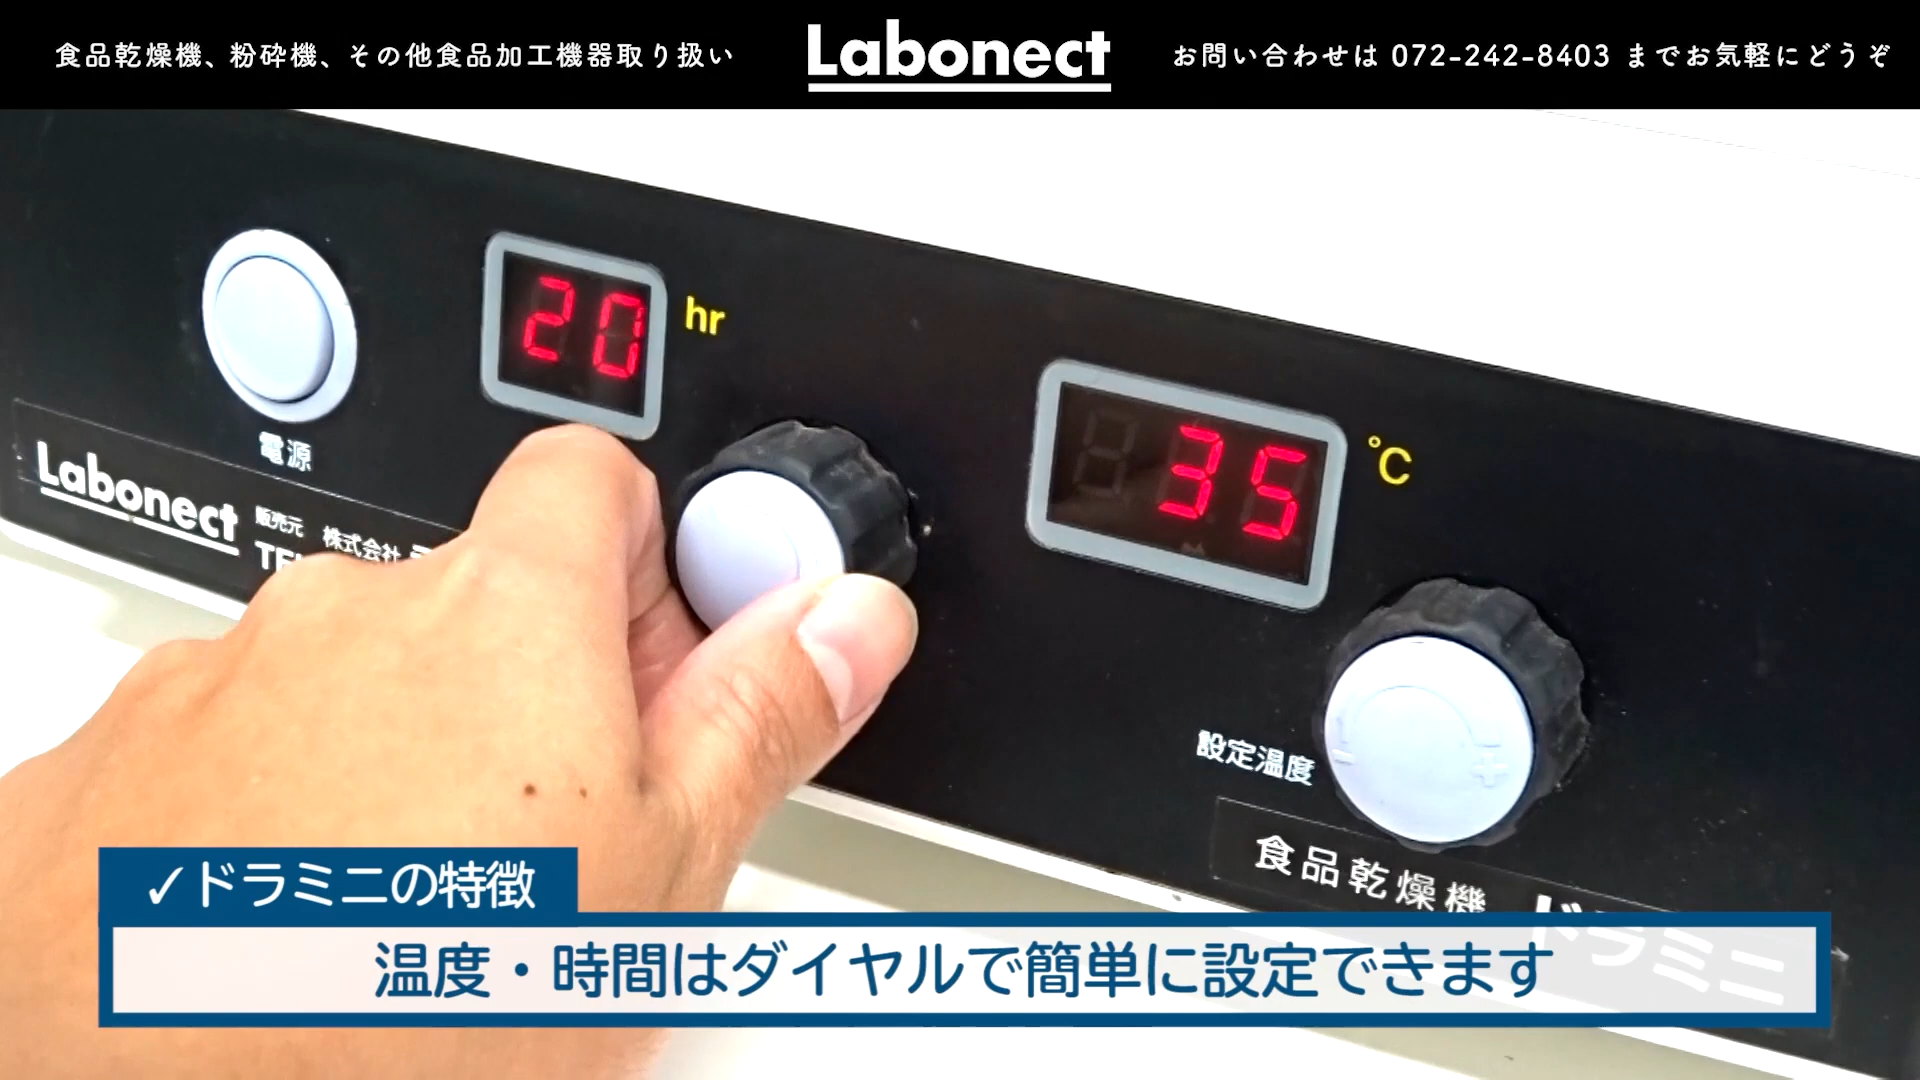 食品乾燥機、粉砕機、その他食品加工機器取り扱い
Labonect
お問い合わせは 072-242-8403 までお気軽にどうぞ
20 hr
35 ℃
電源
Labonect
販売元 株式会社
設定温度
- +
食品乾燥機 ドラミニ
✓ドラミニの特徴
温度・時間はダイヤルで簡単に設定できます